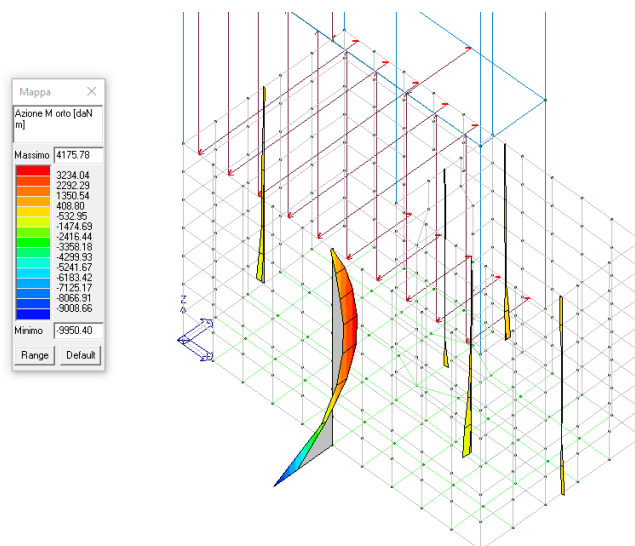 Mappa
Azione M orto [daN
m]
Massimo 4175.78
3234.04
2292.29
1350.54
408.80
-532.95
-1474.69
-2416.44
-3358.18
-4299.93
-5241.67
-6183.42
-7125.17
-8066.91
-9008.66
Minimo -9950.40
Range Default
Z